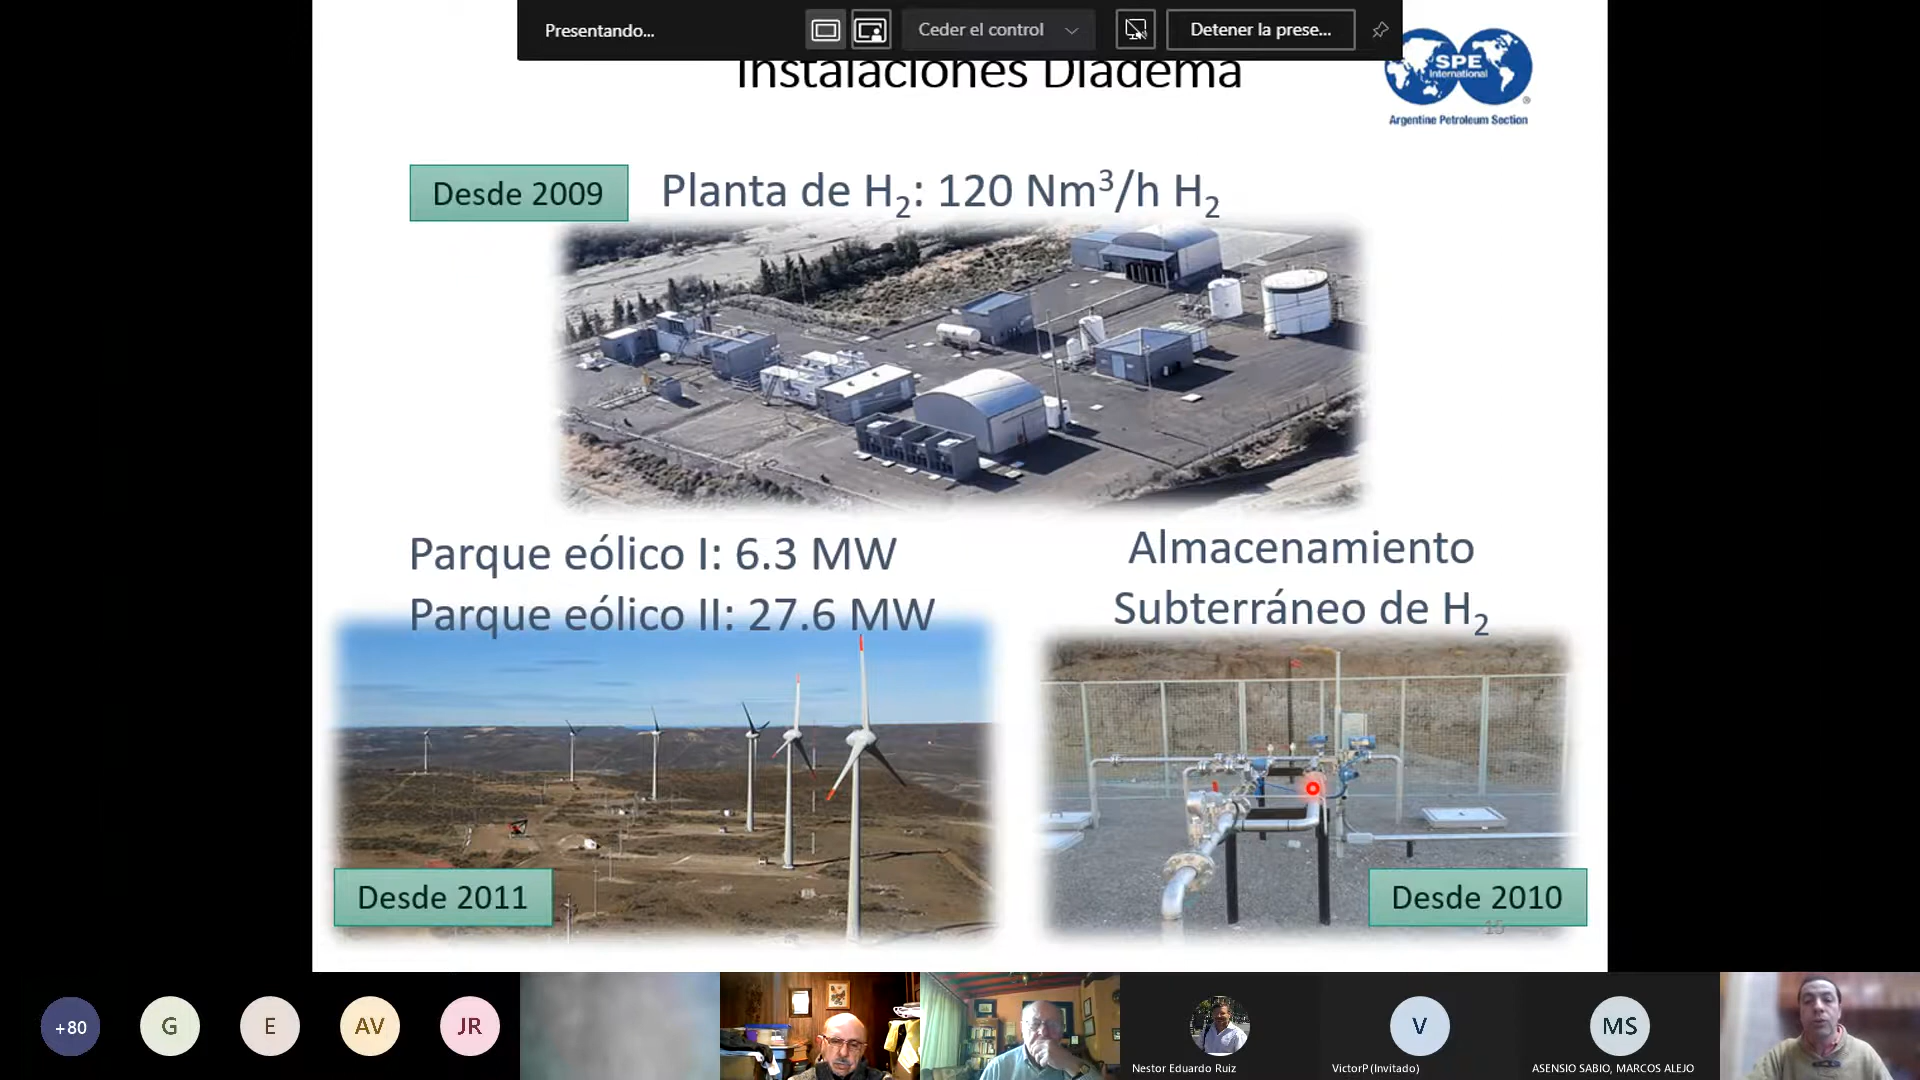 Presentando...
Ceder el control
Detener la prese...
Instalaciones Diadema
SPE
International
®
Argentine Petroleum Section
Desde 2009
Planta de H₂: 120 Nm³/h H₂
Parque eólico I: 6.3 MW
Parque eólico II: 27.6 MW
Almacenamiento
Subterráneo de H₂
Desde 2011
Desde 2010
15
+80
G
E
AV
JR
V
MS
Nestor Eduardo Ruiz
VictorP (Invitado)
ASENSIO SABIO, MARCOS ALEJO